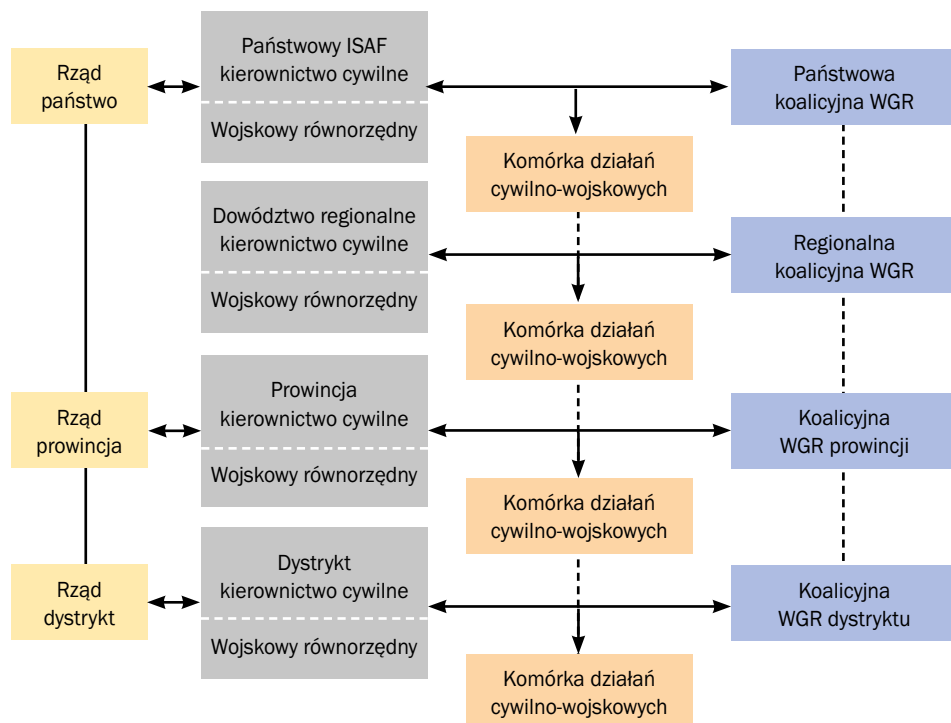 Rząd
państwo
Państwowy ISAF
kierownictwo cywilne
Wojskowy równorzędny
Państwowa
koalicyjna WGR
Komórka działań
cywilno-wojskowych
Dowództwo regionalne
kierownictwo cywilne
Wojskowy równorzędny
Regionalna
koalicyjna WGR
Komórka działań
cywilno-wojskowych
Rząd
prowincja
Prowincja
kierownictwo cywilne
Wojskowy równorzędny
Koalicyjna
WGR prowincji
Komórka działań
cywilno-wojskowych
Rząd
dystrykt
Dystrykt
kierownictwo cywilne
Wojskowy równorzędny
Koalicyjna
WGR dystryktu
Komórka działań
cywilno-wojskowych